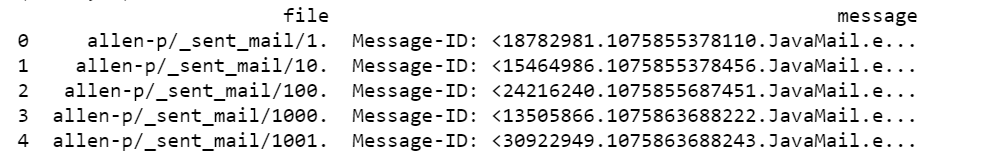 file message
0 allen-p/_sent_mail/1. Message-ID: <18782981.1075855378110.JavaMail.e...
1 allen-p/_sent_mail/10. Message-ID: <15464986.1075855378456.JavaMail.e...
2 allen-p/_sent_mail/100. Message-ID: <24216240.1075855687451.JavaMail.e...
3 allen-p/_sent_mail/1000. Message-ID: <13505866.1075863688222.JavaMail.e...
4 allen-p/_sent_mail/1001. Message-ID: <30922949.1075863688243.JavaMail.e...